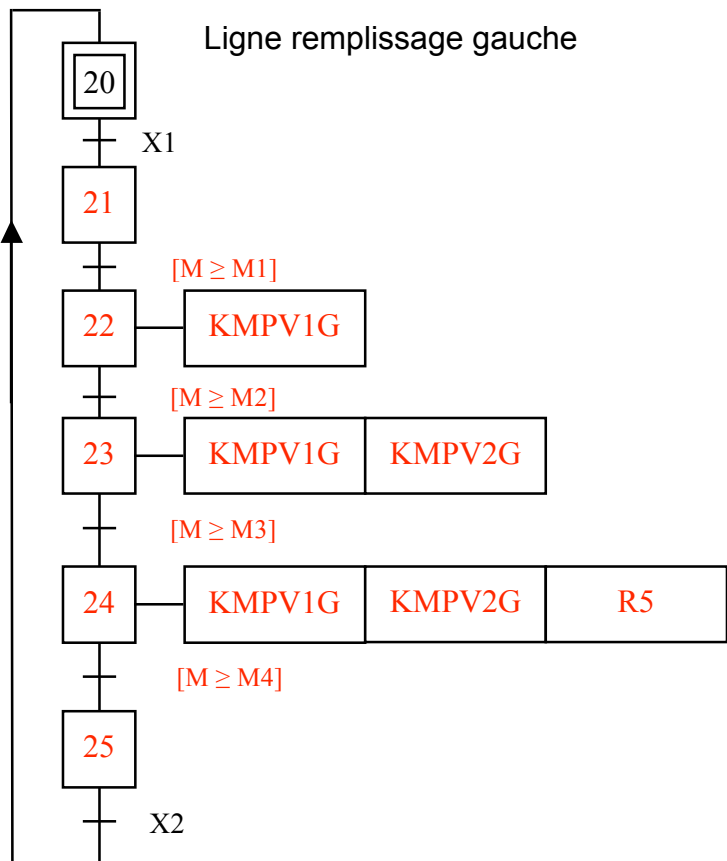 Ligne remplissage gauche
20
X1
21
[M ≥ M1]
22 KMPV1G
[M ≥ M2]
23 KMPV1G KMPV2G
[M ≥ M3]
24 KMPV1G KMPV2G R5
[M ≥ M4]
25
X2